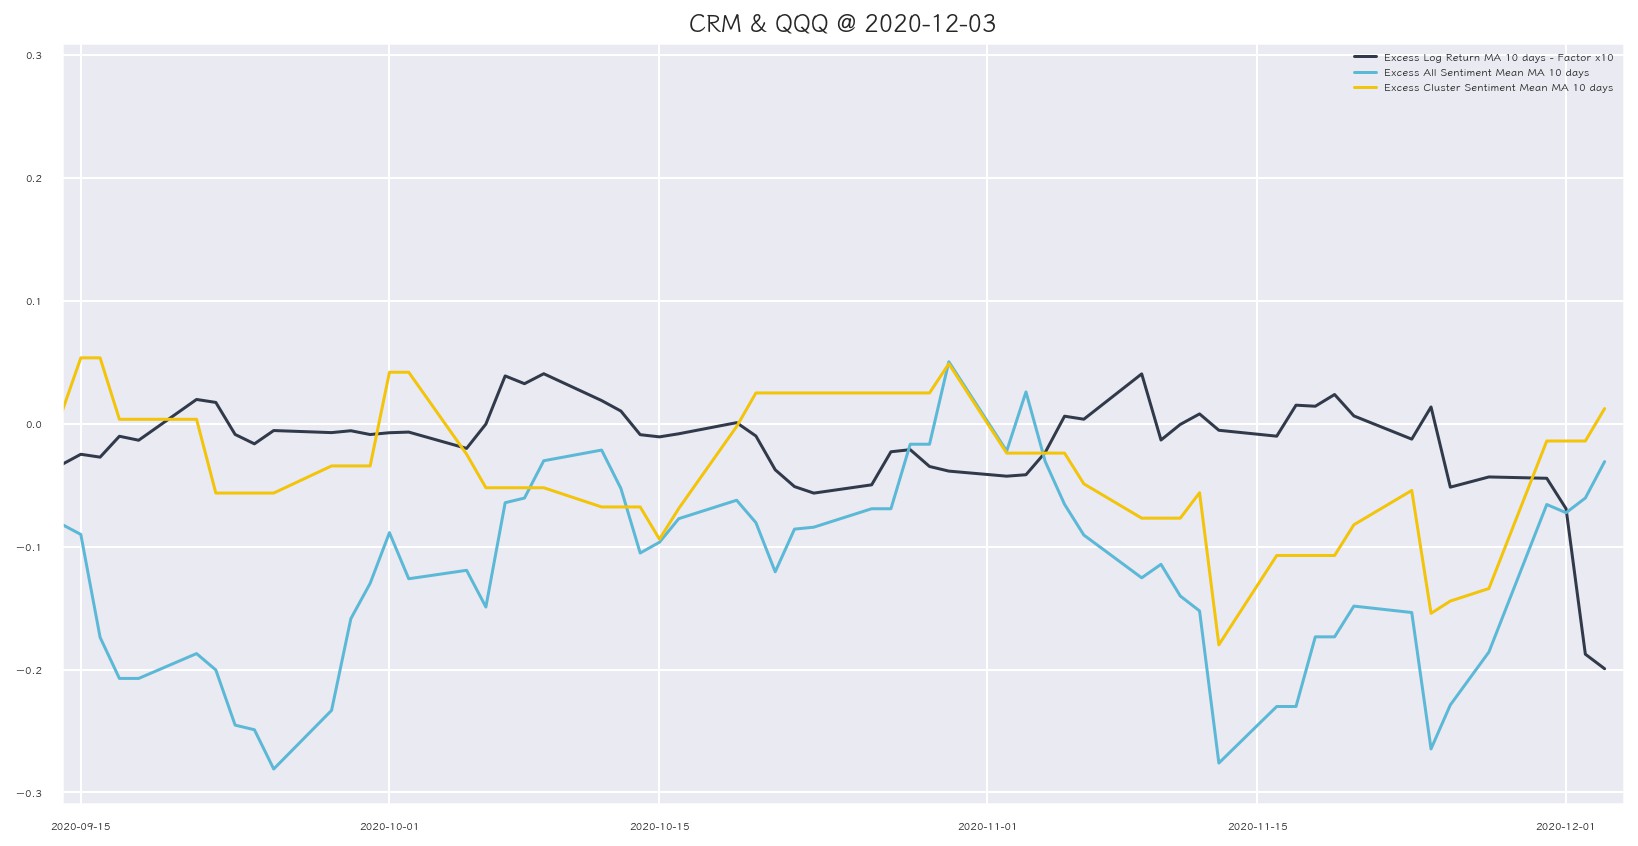 CRM & QQQ @ 2020-12-03
0.3
0.2
0.1
0.0
−0.1
−0.2
−0.3
Excess Log Return MA 10 days - Factor x10
Excess All Sentiment Mean MA 10 days
Excess Cluster Sentiment Mean MA 10 days
2020-09-15 2020-10-01 2020-10-15 2020-11-01 2020-11-15 2020-12-01